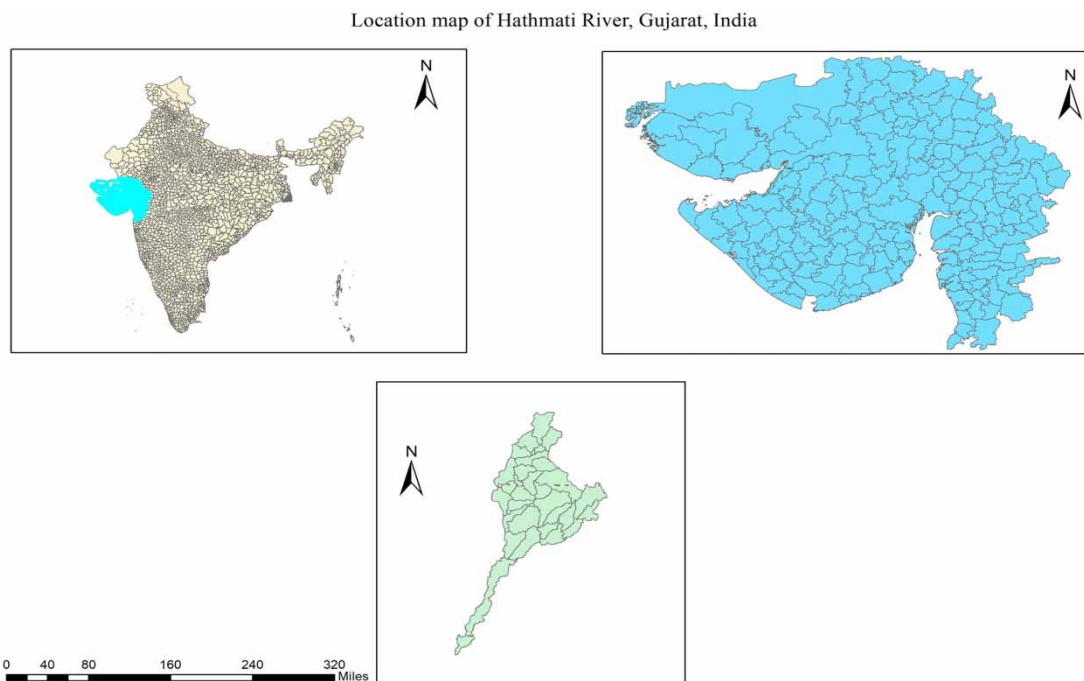 Location map of Hathmati River, Gujarat, India
N
N
N
0 40 80 160 240 320
Miles